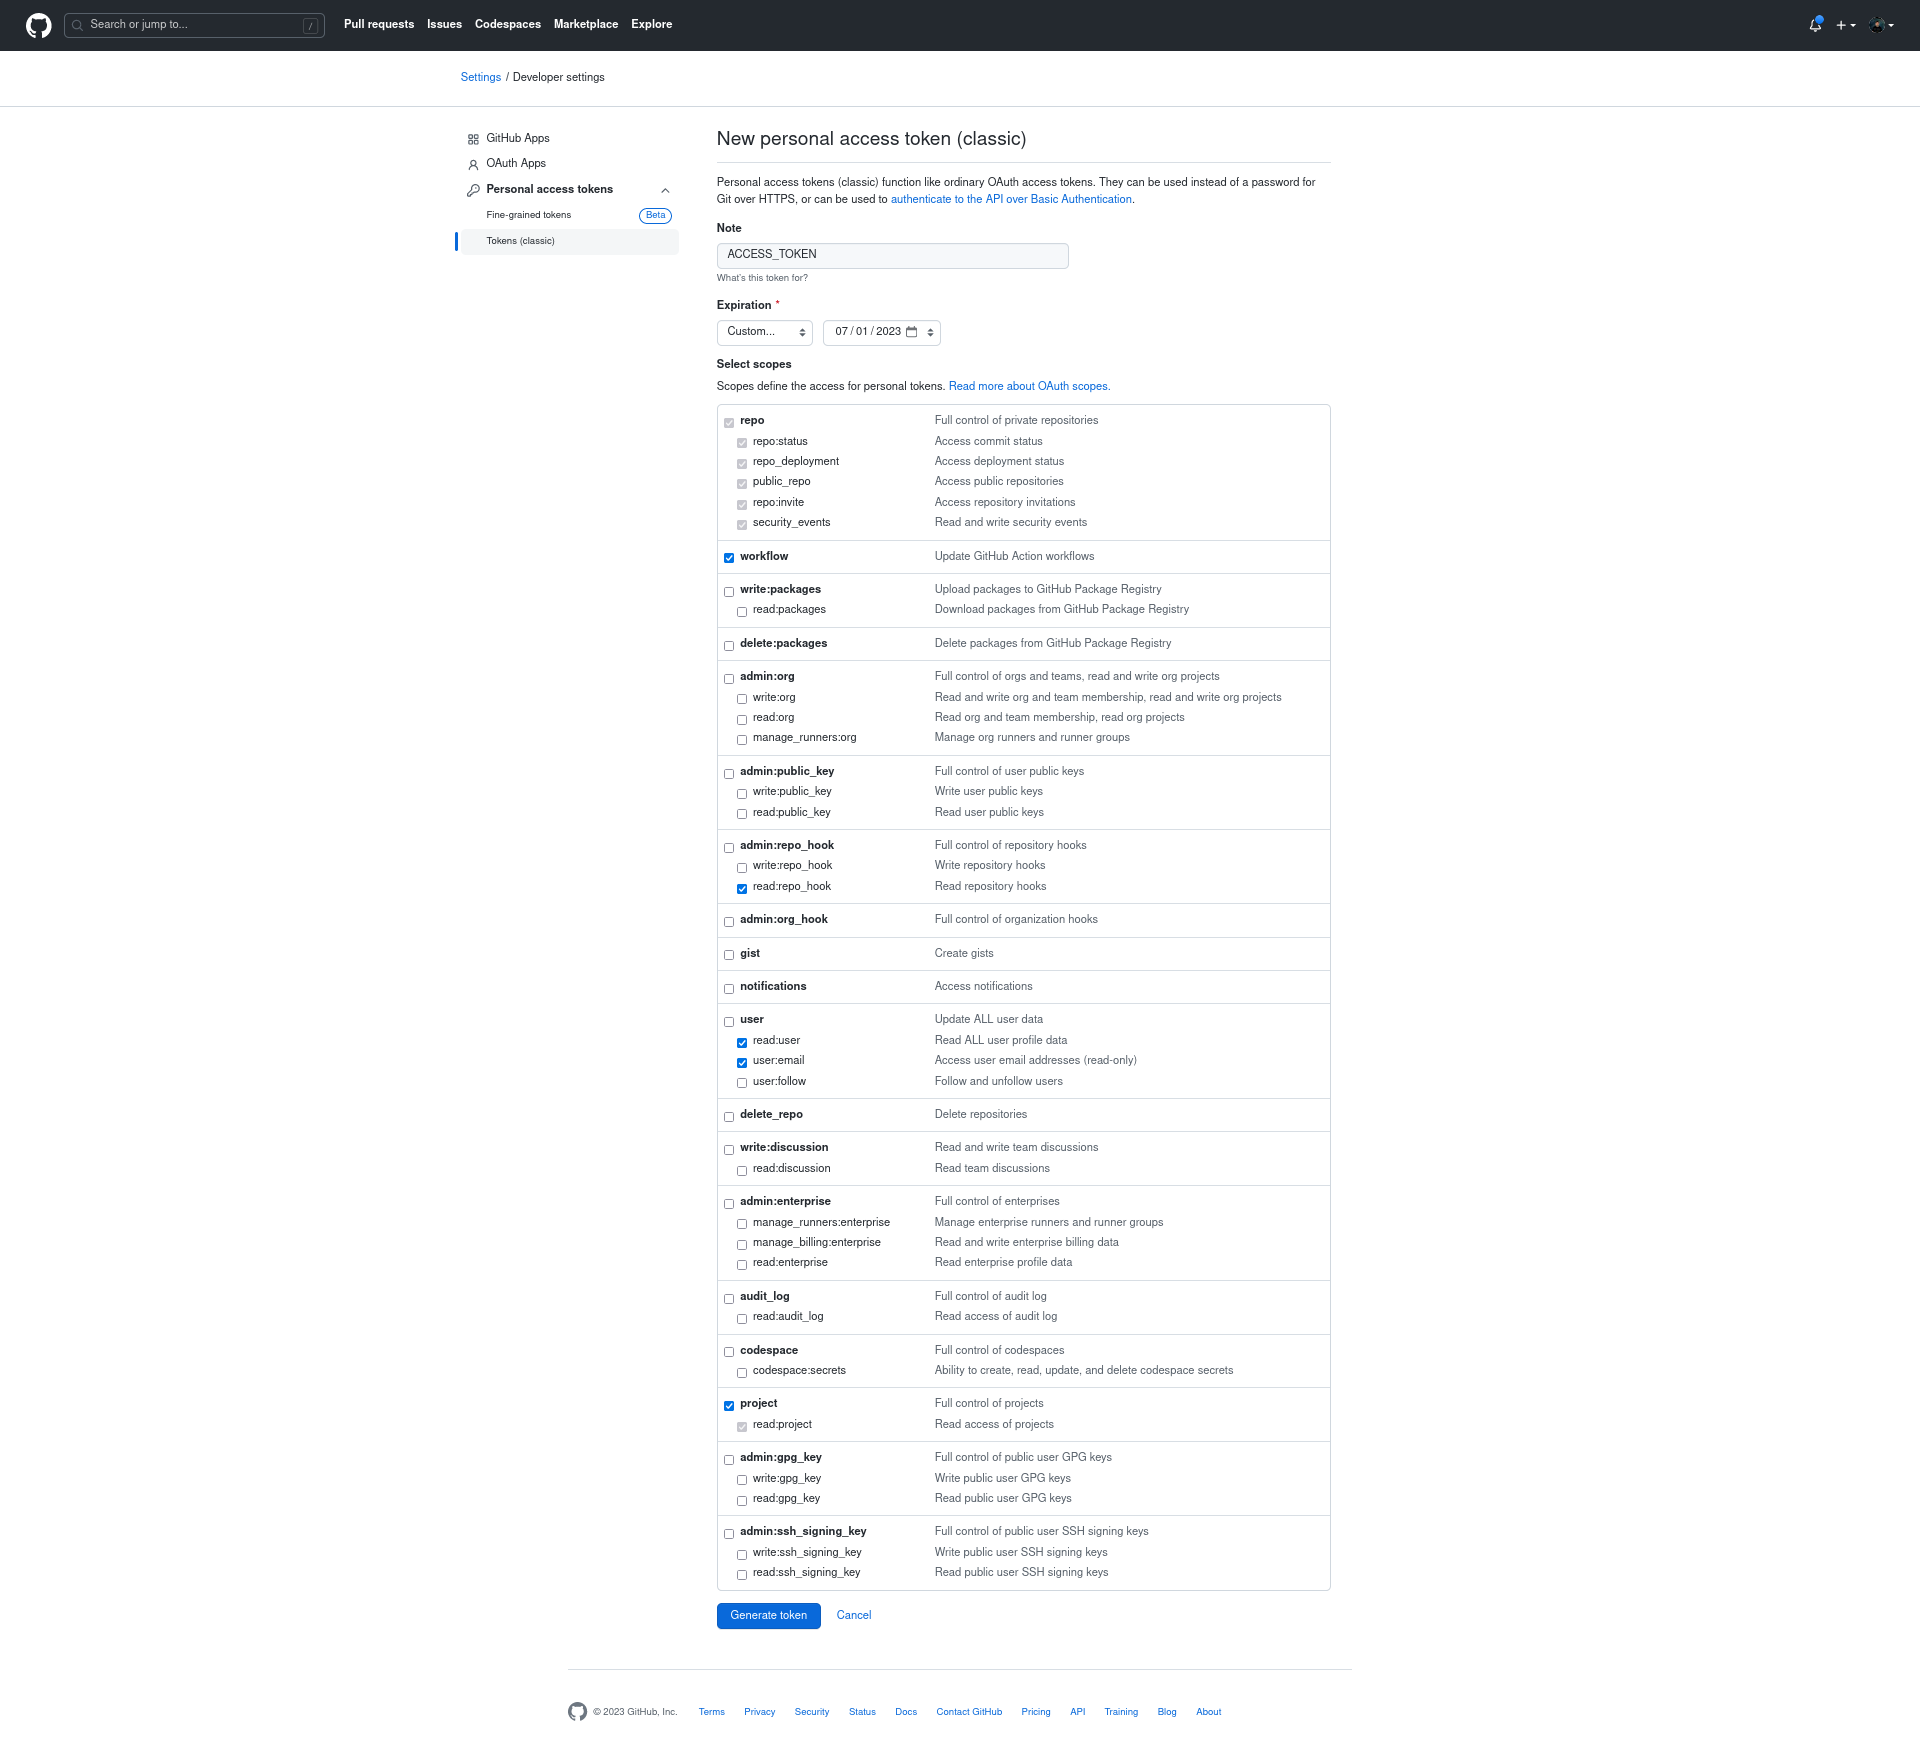 Search or jump to... /
Pull requests Issues Codespaces Marketplace Explore
Settings / Developer settings
GitHub Apps
OAuth Apps
Personal access tokens
Fine-grained tokens Beta
Tokens (classic)
New personal access token (classic)
Personal access tokens (classic) function like ordinary OAuth access tokens. They can be used instead of a password for
Git over HTTPS, or can be used to authenticate to the API over Basic Authentication.
Note
ACCESS_TOKEN
What's this token for?
Expiration *
Custom... 07/01/2023
Select scopes
Scopes define the access for personal tokens. Read more about OAuth scopes.
repo Full control of private repositories
repo:status Access commit status
repo_deployment Access deployment status
public_repo Access public repositories
repo:invite Access repository invitations
security_events Read and write security events
workflow Update GitHub Action workflows
write:packages Upload packages to GitHub Package Registry
read:packages Download packages from GitHub Package Registry
delete:packages Delete packages from GitHub Package Registry
admin:org Full control of orgs and teams, read and write org projects
write:org Read and write org and team membership, read and write org projects
read:org Read org and team membership, read org projects
manage_runners:org Manage org runners and runner groups
admin:public_key Full control of user public keys
write:public_key Write user public keys
read:public_key Read user public keys
admin:repo_hook Full control of repository hooks
write:repo_hook Write repository hooks
read:repo_hook Read repository hooks
admin:org_hook Full control of organization hooks
gist Create gists
notifications Access notifications
user Update ALL user data
read:user Read ALL user profile data
user:email Access user email addresses (read-only)
user:follow Follow and unfollow users
delete_repo Delete repositories
write:discussion Read and write team discussions
read:discussion Read team discussions
admin:enterprise Full control of enterprises
manage_runners:enterprise Manage enterprise runners and runner groups
manage_billing:enterprise Read and write enterprise billing data
read:enterprise Read enterprise profile data
audit_log Full control of audit log
read:audit_log Read access of audit log
codespace Full control of codespaces
codespace:secrets Ability to create, read, update, and delete codespace secrets
project Full control of projects
read:project Read access of projects
admin:gpg_key Full control of public user GPG keys
write:gpg_key Write public user GPG keys
read:gpg_key Read public user GPG keys
admin:ssh_signing_key Full control of public user SSH signing keys
write:ssh_signing_key Write public user SSH signing keys
read:ssh_signing_key Read public user SSH signing keys
Generate token Cancel
© 2023 GitHub, Inc. Terms Privacy Security Status Docs Contact GitHub Pricing API Training Blog About